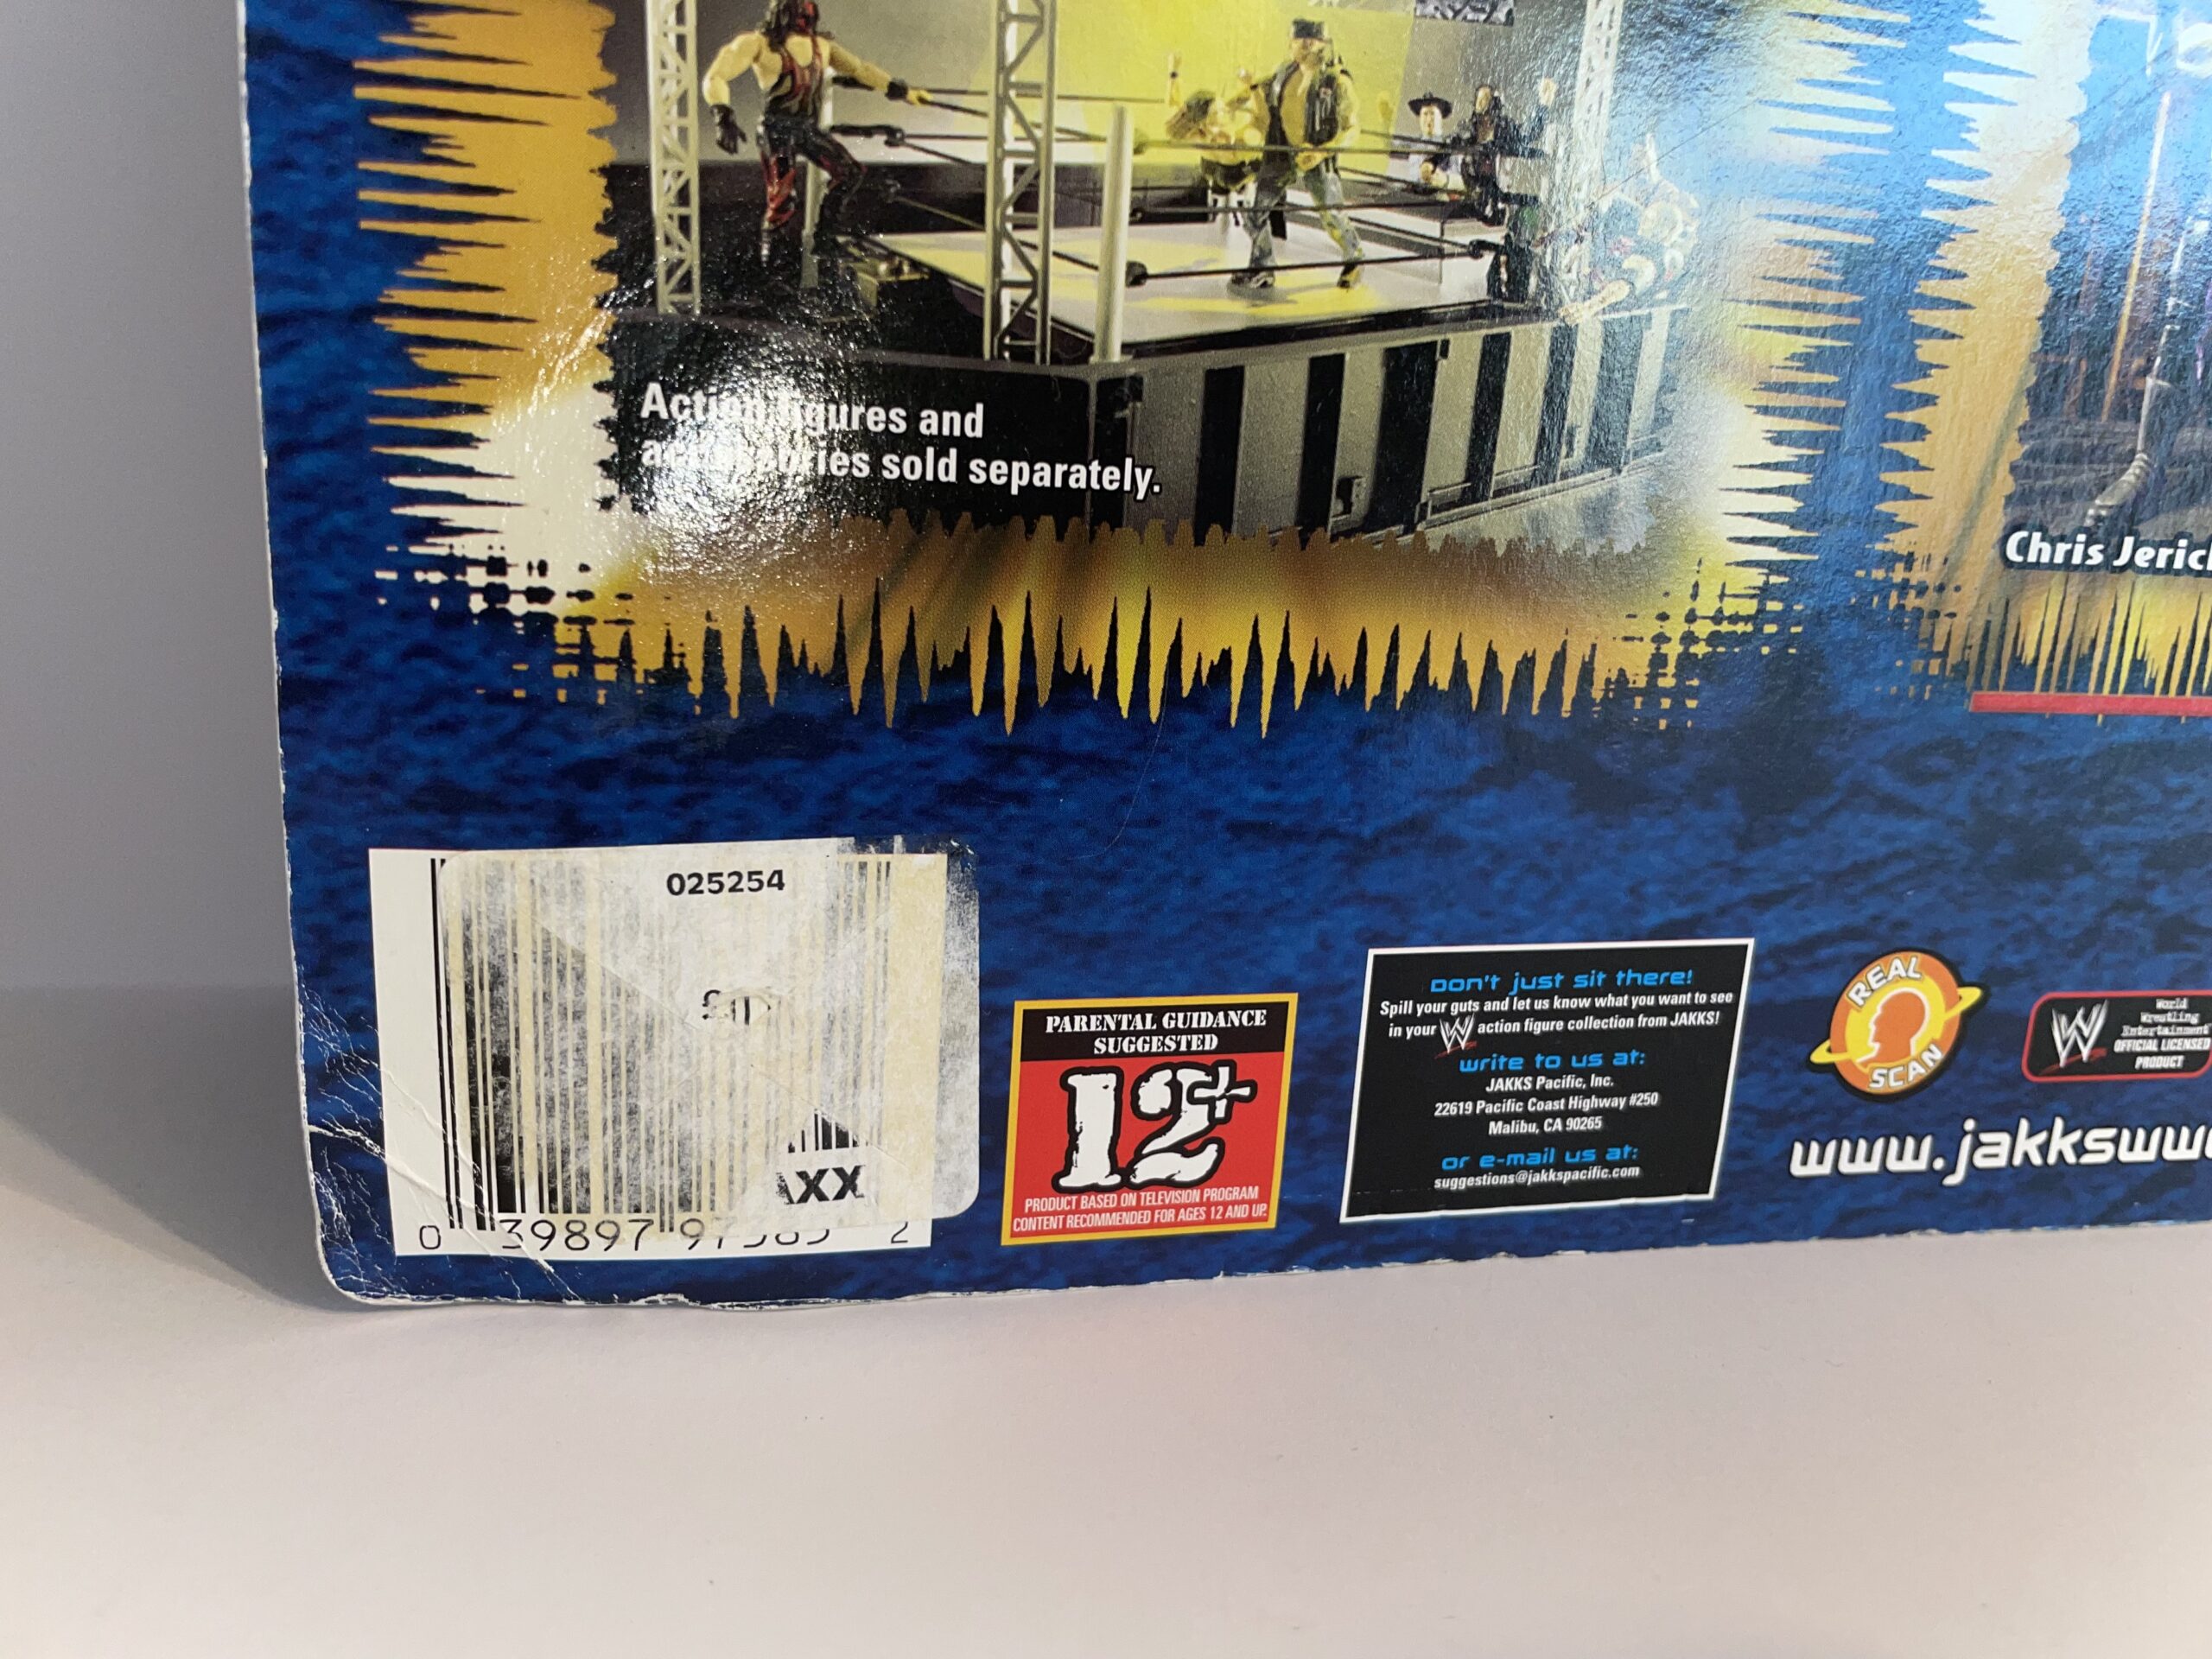 Action figures and
accessories sold separately.
Chris Jeric
025254
XX
0 39897 2
PARENTAL GUIDANCE
SUGGESTED
12+
PRODUCT BASED ON TELEVISION PROGRAM
CONTENT RECOMMENDED FOR AGES 12 AND UP.
Don't just sit there!
Spill your guts and let us know what you want to see
in your W action figure collection from JAKKS!
write to us at:
JAKKS Pacific, Inc.
22619 Pacific Coast Highway #250
Malibu, CA 90265
or e-mail us at:
suggestions@jakkspacific.com
REAL
SCAN
W
World
Wrestling
Entertainment
OFFICIAL LICENSED
PRODUCT
www.jakksww